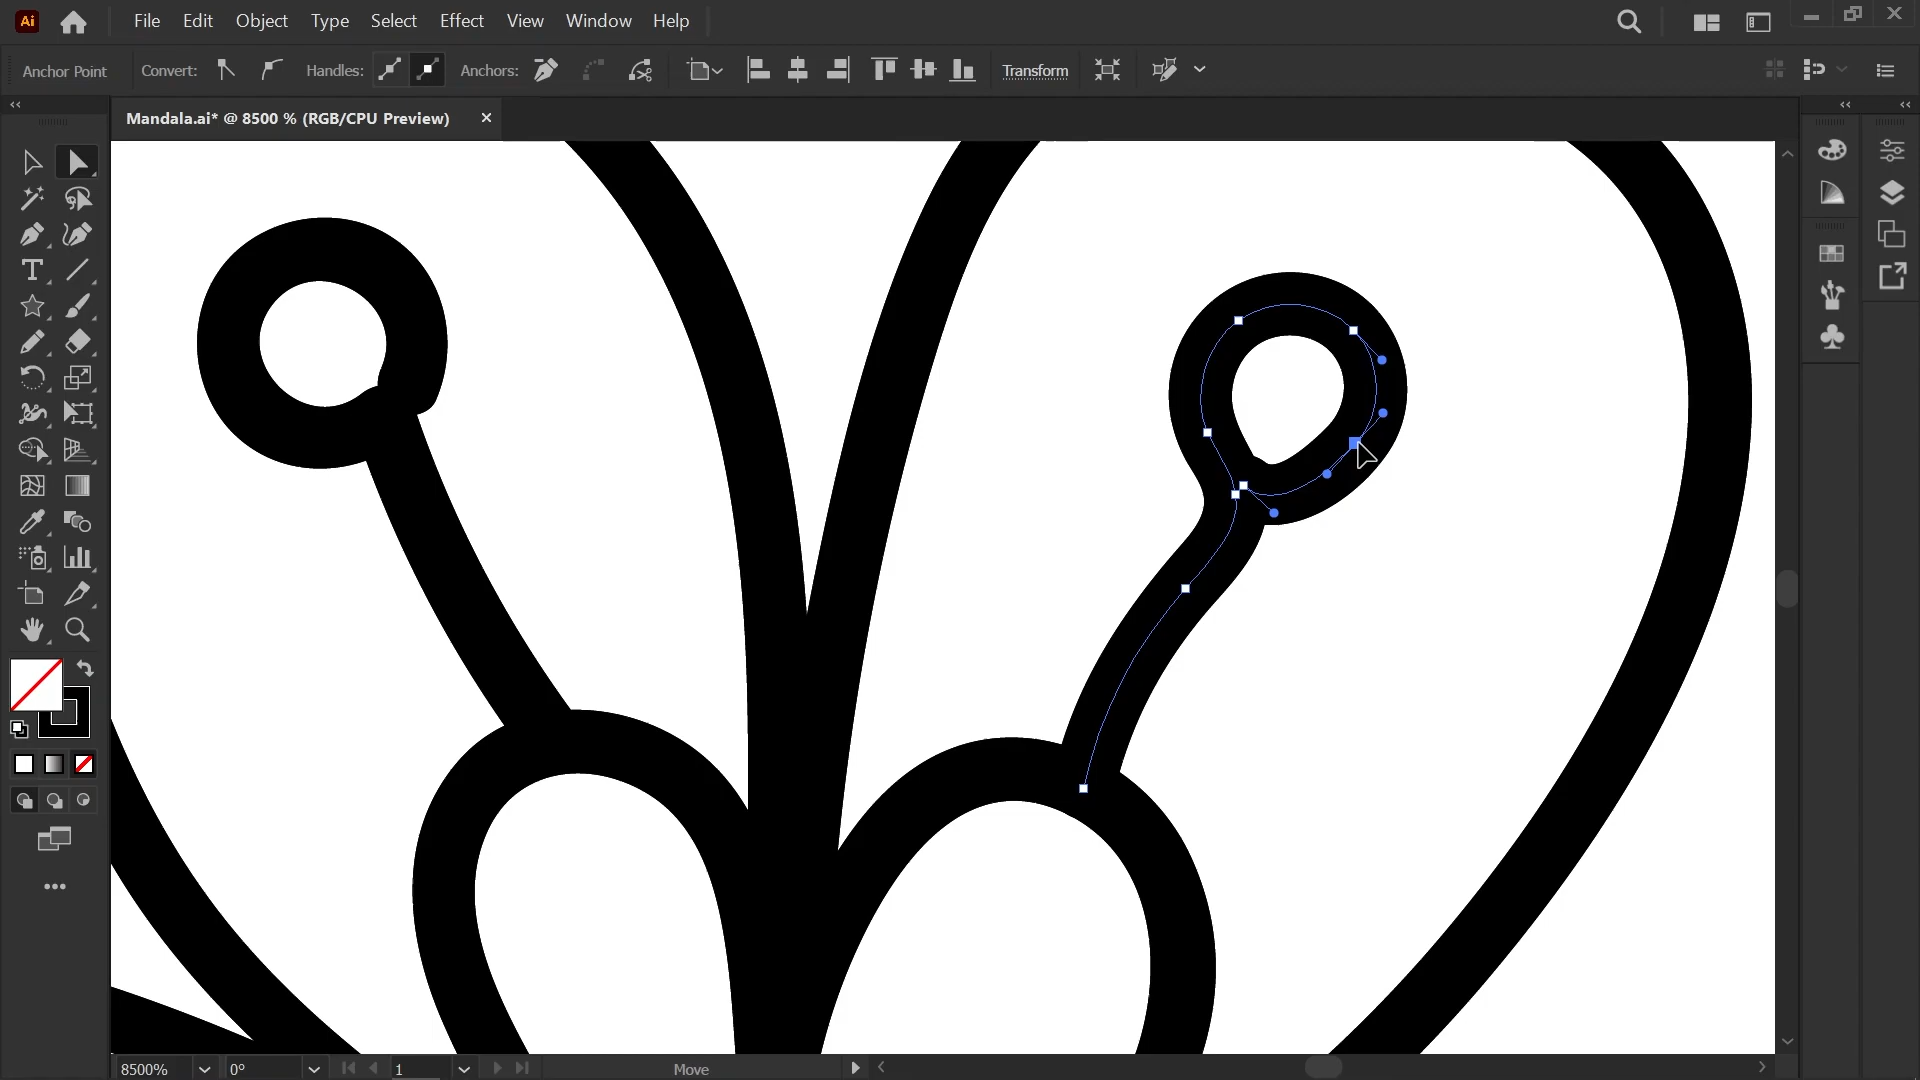 Ai File Edit Object Type Select Effect View Window Help
Anchor Point Convert: Handles: Anchors: Transform
Mandala.ai* @ 8500 % (RGB/CPU Preview)
8500% 0° 1 Move